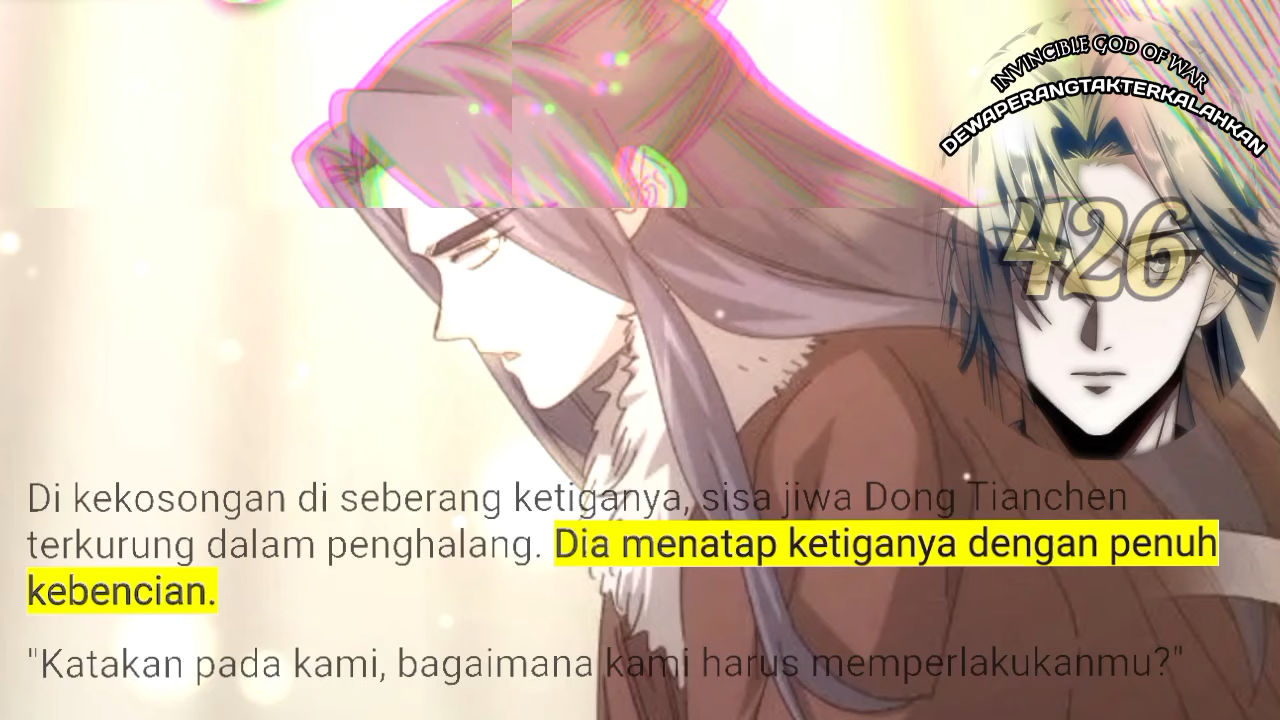 INVINCIBLE GOD OF WAR
DEWAPERANGTAKTERKALAHKAN
426
Di kekosongan di seberang ketiganya, sisa jiwa Dong Tianchen
terkurung dalam penghalang. Dia menatap ketiganya dengan penuh
kebencian.
"Katakan pada kami, bagaimana kami harus memperlakukanmu?"